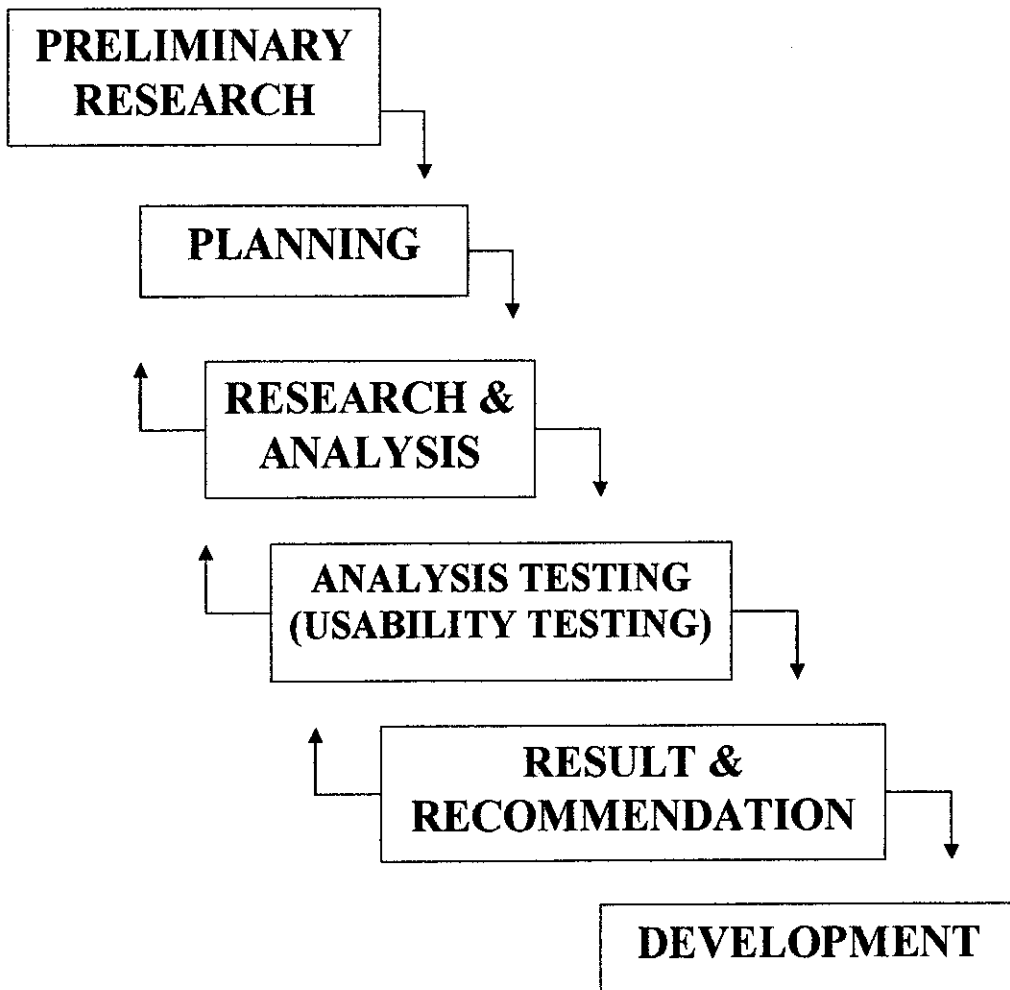 PRELIMINARY
RESEARCH
PLANNING
RESEARCH &
ANALYSIS
ANALYSIS TESTING
(USABILITY TESTING)
RESULT &
RECOMMENDATION
DEVELOPMENT